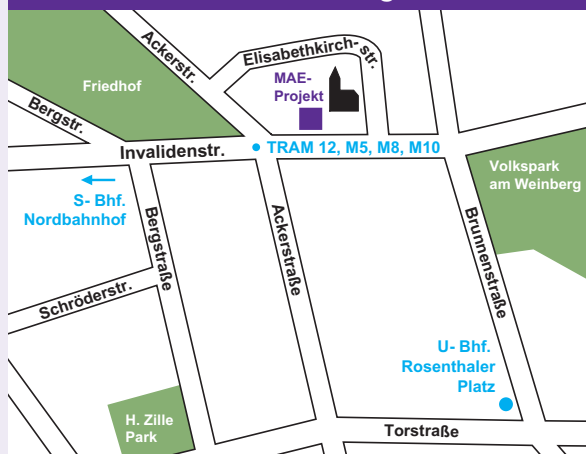 Ackerstr.
Elisabethkirch-
str.
Friedhof
MAE-
Projekt
Bergstr.
Invalidenstr.
TRAM 12, M5, M8, M10
Volkspark
am Weinberg
S- Bhf.
Nordbahnhof
Bergstraße
Ackerstraße
Brunnenstraße
Schröderstr.
U- Bhf.
Rosenthaler
Platz
H. Zille
Park
Torstraße